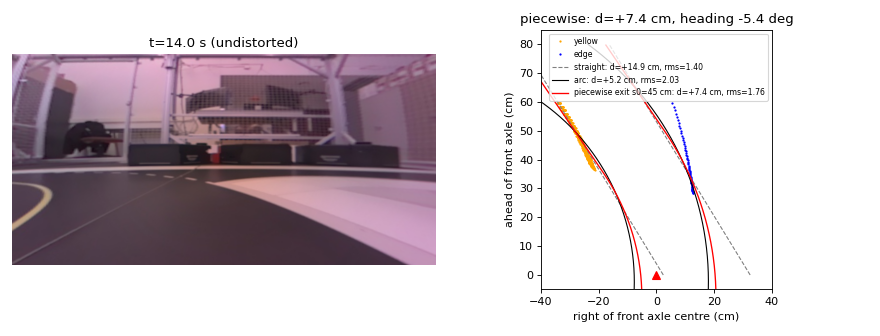 t=14.0 s (undistorted)
piecewise: d=+7.4 cm, heading -5.4 deg
yellow
edge
straight: d=+14.9 cm, rms=1.40
arc: d=+5.2 cm, rms=2.03
piecewise exit s0=45 cm: d=+7.4 cm, rms=1.76
ahead of front axle (cm)
80
70
60
50
40
30
20
10
0
−40
−20
0
20
40
right of front axle centre (cm)